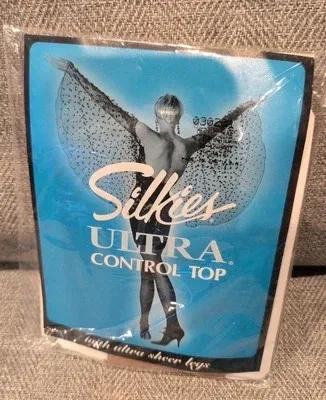 Silkies
ULTRA®
CONTROL TOP
with ultra sheer legs